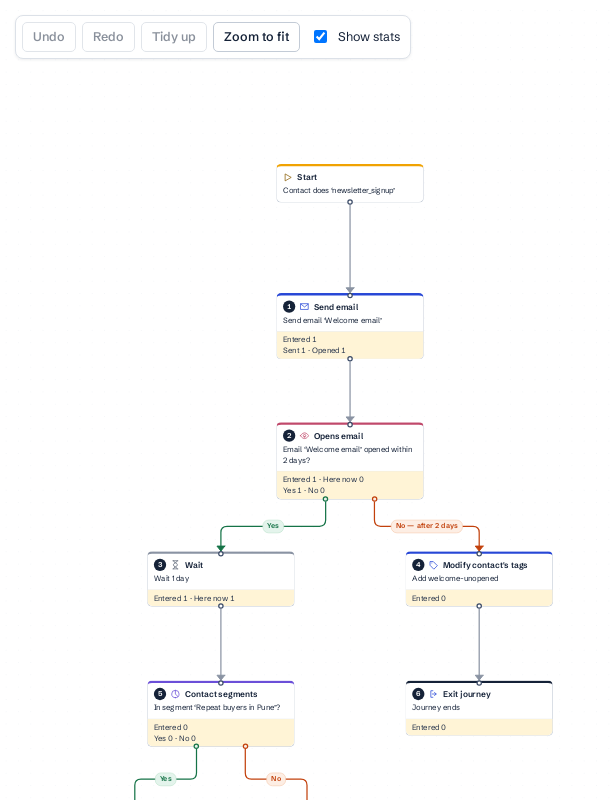 Undo Redo Tidy up Zoom to fit Show stats
Start
Contact does 'newsletter_signup'
1 Send email
Send email "Welcome email"
Entered 1
Sent 1 - Opened 1
2 Opens email
Email "Welcome email" opened within
2 days?
Entered 1 - Here now 0
Yes 1 - No 0
Yes
No — after 2 days
3 Wait
Wait 1 day
Entered 1 - Here now 1
4 Modify contact's tags
Add welcome-unopened
Entered 0
5 Contact segments
In segment "Repeat buyers in Pune"?
Entered 0
Yes 0 - No 0
6 Exit journey
Journey ends
Entered 0
Yes
No